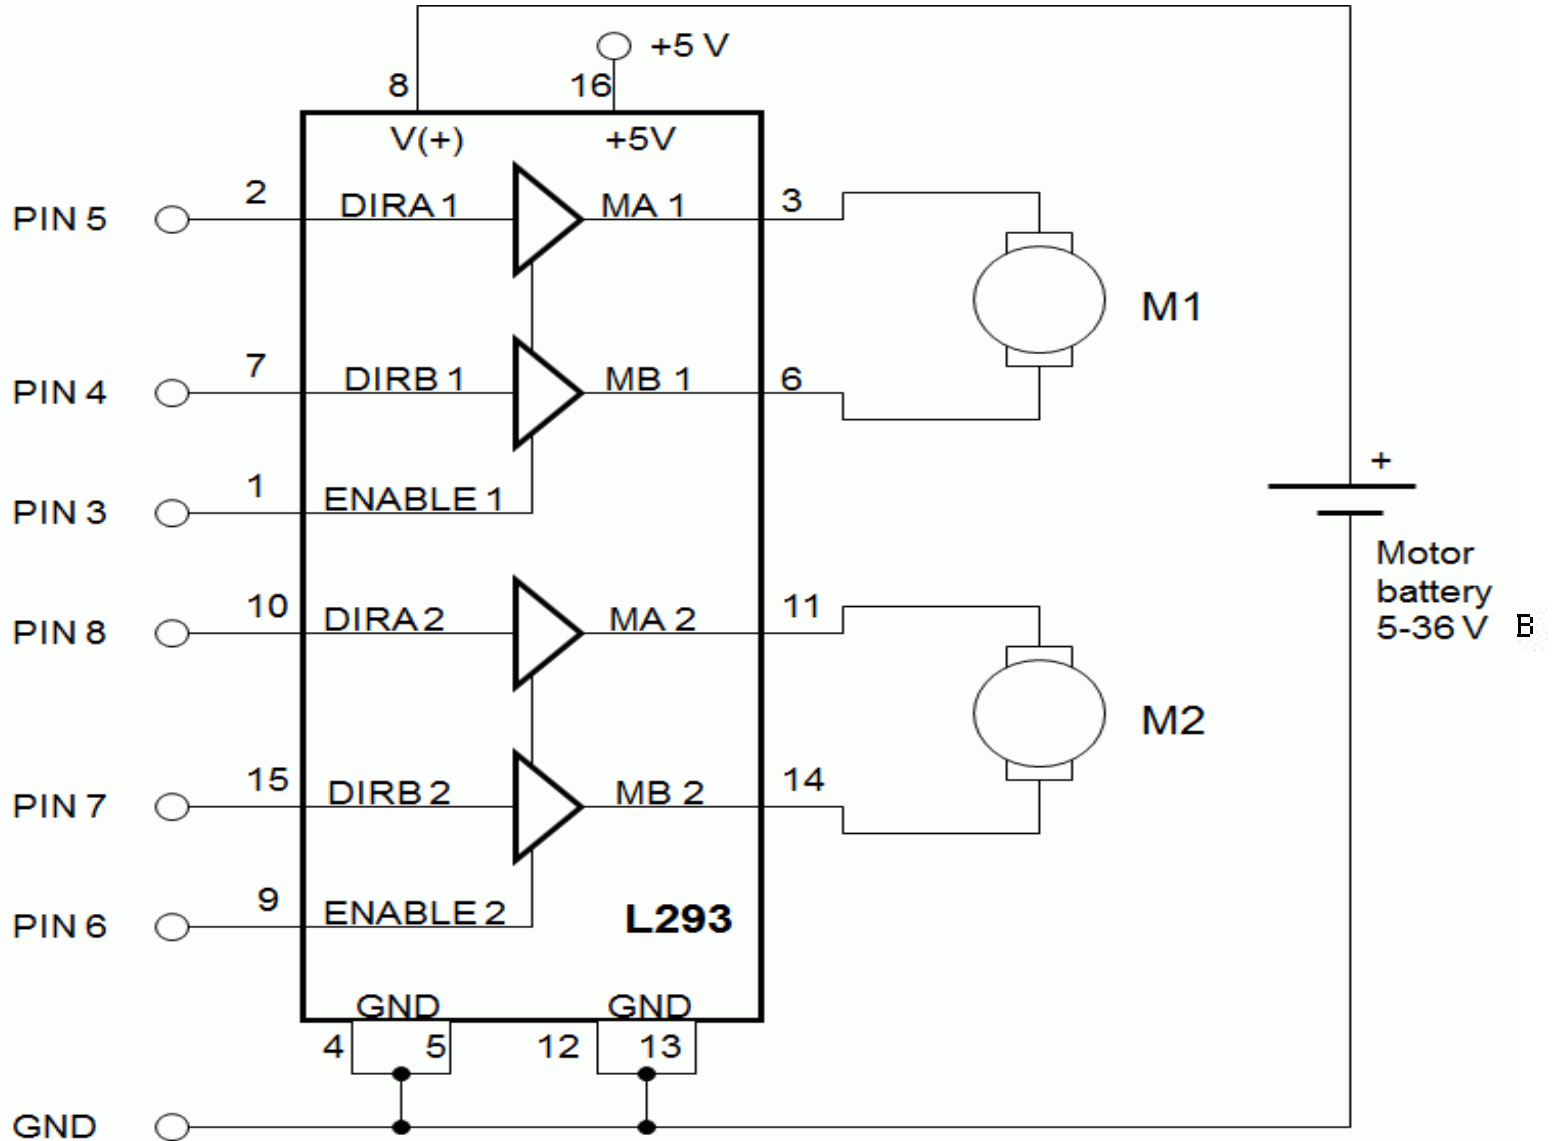 +5 V
8
16
V(+)
+5V
PIN 5
2
DIRA 1
MA 1
3
M1
PIN 4
7
DIRB 1
MB 1
6
PIN 3
1
ENABLE 1
+
Motor
battery
5-36 V B
PIN 8
10
DIRA 2
MA 2
11
M2
PIN 7
15
DIRB 2
MB 2
14
PIN 6
9
ENABLE 2
L293
GND
GND
4
5
12
13
GND